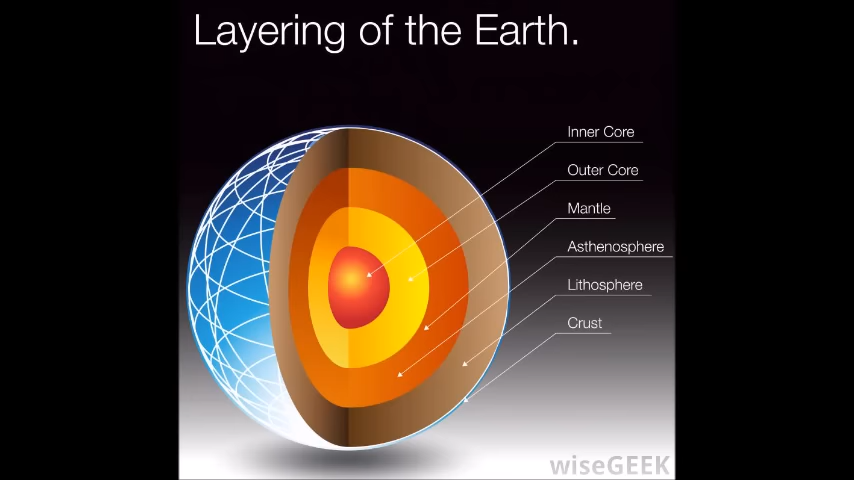 Layering of the Earth.
Inner Core
Outer Core
Mantle
Asthenosphere
Lithosphere
Crust
wiseGEEK